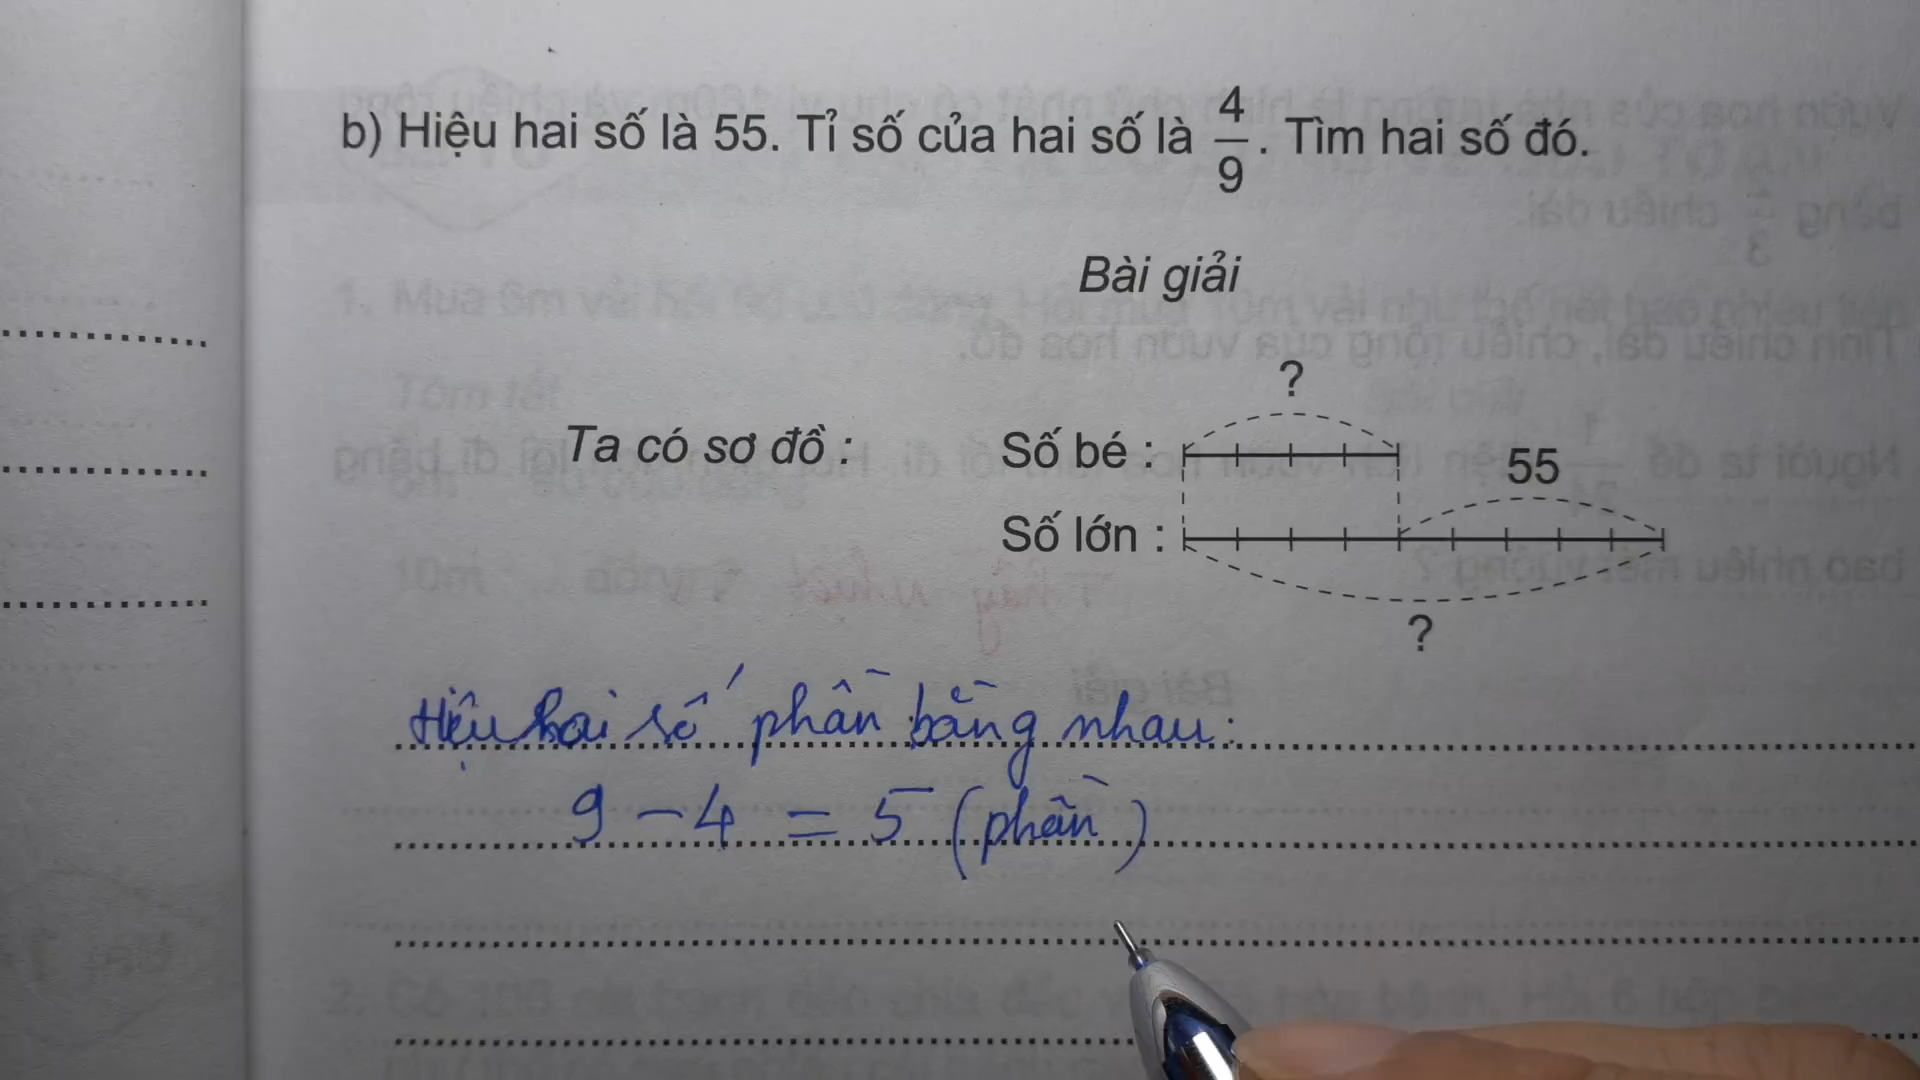 b) Hiệu hai số là 55. Tỉ số của hai số là 4/9. Tìm hai số đó.
Bài giải
?
Ta có sơ đồ :
Số bé :
55
Số lớn :
?
Hiệu hai số phần bằng nhau:
9 - 4 = 5 (phần)